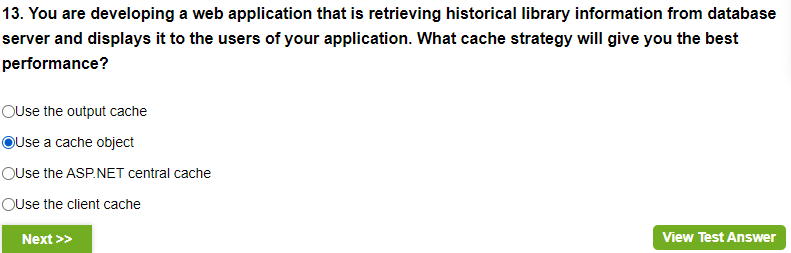 13. You are developing a web application that is retrieving historical library information from database
server and displays it to the users of your application. What cache strategy will give you the best
performance?
Use the output cache
Use a cache object
Use the ASP.NET central cache
Use the client cache
Next >>
View Test Answer